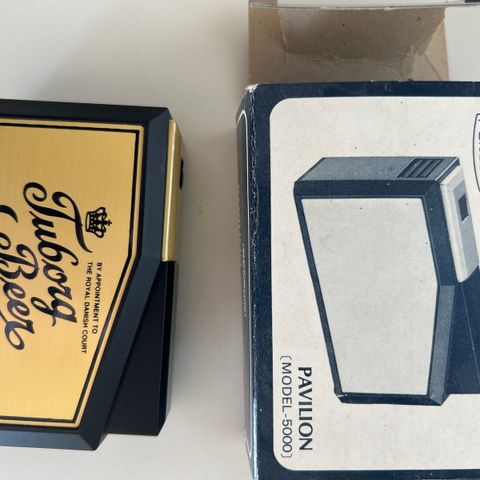 Tuborg
Beer
BY APPOINTMENT TO
THE ROYAL DANISH COURT
PAVILION
[MODEL-5000]